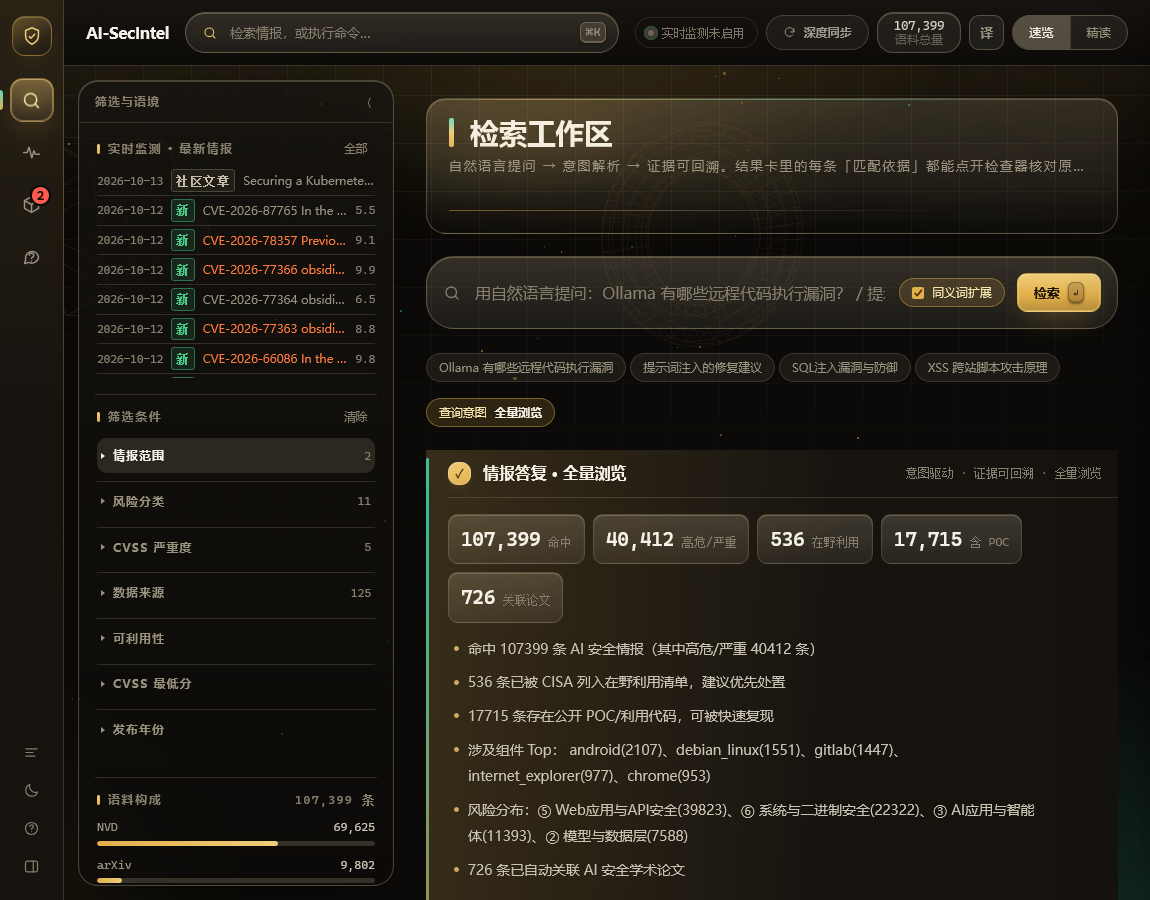 AI-SecIntel
检索情报，或执行命令...
⌘K
实时监测未启用
深度同步
107,399
语料总量
译
速览
精读
2
筛选与语境
实时监测 • 最新情报
全部
2026-10-13 社区文章 Securing a Kubernete...
2026-10-12 新 CVE-2026-87765 In the ... 5.5
2026-10-12 新 CVE-2026-78357 Previo... 9.1
2026-10-12 新 CVE-2026-77366 obsidi... 9.9
2026-10-12 新 CVE-2026-77364 obsidi... 6.5
2026-10-12 新 CVE-2026-77363 obsidi... 8.8
2026-10-12 新 CVE-2026-66086 In the ... 9.8
筛选条件
清除
情报范围 2
风险分类 11
CVSS 严重度 5
数据来源 125
可利用性
CVSS 最低分
发布年份
语料构成 107,399 条
NVD 69,625
arXiv 9,802
检索工作区
自然语言提问 → 意图解析 → 证据可回溯。结果卡里的每条「匹配依据」都能点开检查器核对原...
用自然语言提问：Ollama 有哪些远程代码执行漏洞？ / 提
同义词扩展
检索
Ollama 有哪些远程代码执行漏洞
提示词注入的修复建议
SQL注入漏洞与防御
XSS 跨站脚本攻击原理
查询意图 全量浏览
情报答复 • 全量浏览
意图驱动 · 证据可回溯 · 全量浏览
107,399 命中
40,412 高危/严重
536 在野利用
17,715 含 POC
726 关联论文
• 命中 107399 条 AI 安全情报（其中高危/严重 40412 条）
• 536 条已被 CISA 列入在野利用清单，建议优先处置
• 17715 条存在公开 POC/利用代码，可被快速复现
• 涉及组件 Top： android(2107)、debian_linux(1551)、gitlab(1447)、
internet_explorer(977)、chrome(953)
• 风险分布：⑤ Web应用与API安全(39823)、⑥ 系统与二进制安全(22322)、③ AI应用与智能
体(11393)、② 模型与数据层(7588)
• 726 条已自动关联 AI 安全学术论文